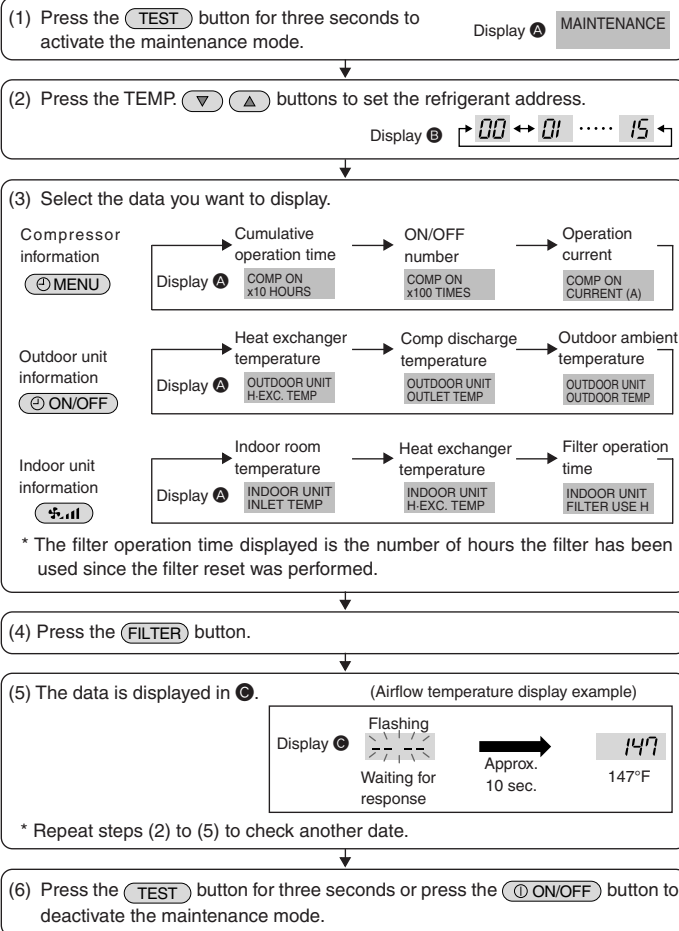 (1) Press the TEST button for three seconds to
activate the maintenance mode.
Display A MAINTENANCE
(2) Press the TEMP. ▽ △ buttons to set the refrigerant address.
Display B 00 ↔ 01 ····· 15
(3) Select the data you want to display.
Compressor
information
MENU
Display A
Cumulative
operation time
COMP ON
x10 HOURS
ON/OFF
number
COMP ON
x100 TIMES
Operation
current
COMP ON
CURRENT (A)
Outdoor unit
information
ON/OFF
Display A
Heat exchanger
temperature
OUTDOOR UNIT
H·EXC. TEMP
Comp discharge
temperature
OUTDOOR UNIT
OUTLET TEMP
Outdoor ambient
temperature
OUTDOOR UNIT
OUTDOOR TEMP
Indoor unit
information
Display A
Indoor room
temperature
INDOOR UNIT
INLET TEMP
Heat exchanger
temperature
INDOOR UNIT
H·EXC. TEMP
Filter operation
time
INDOOR UNIT
FILTER USE H
* The filter operation time displayed is the number of hours the filter has been
used since the filter reset was performed.
(4) Press the FILTER button.
(5) The data is displayed in C.
(Airflow temperature display example)
Display C
Flashing
-- --
Waiting for
response
Approx.
10 sec.
147
147°F
* Repeat steps (2) to (5) to check another date.
(6) Press the TEST button for three seconds or press the ON/OFF button to
deactivate the maintenance mode.